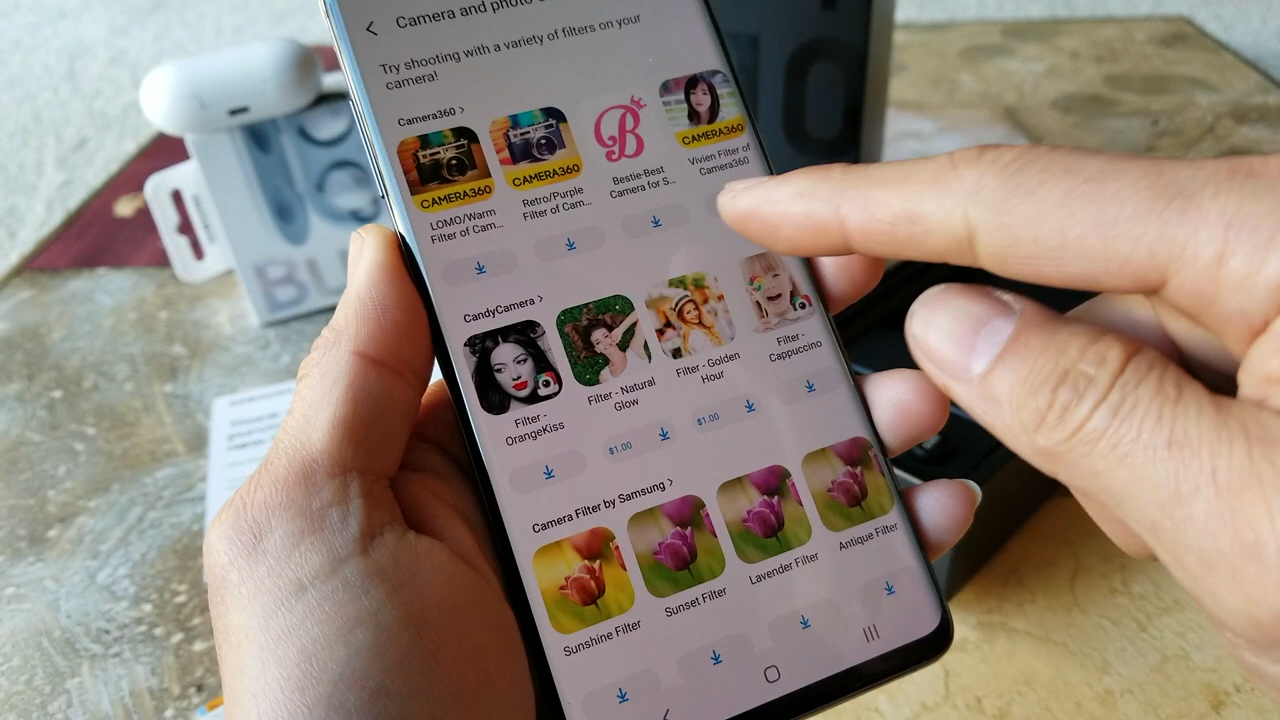 Camera and photo
Try shooting with a variety of filters on your
camera!
Camera360 >
CAMERA360
CAMERA360
B
CAMERA360
LOMO/Warm
Filter of Cam...
Retro/Purple
Filter of Cam...
Bestie-Best
Camera for S...
Vivien Filter of
Camera360
CandyCamera >
Filter -
OrangeKiss
Filter - Natural
Glow
Filter - Golden
Hour
Filter -
Cappuccino
$1.00
$1.00
Camera Filter by Samsung >
Sunshine Filter
Sunset Filter
Lavender Filter
Antique Filter
10